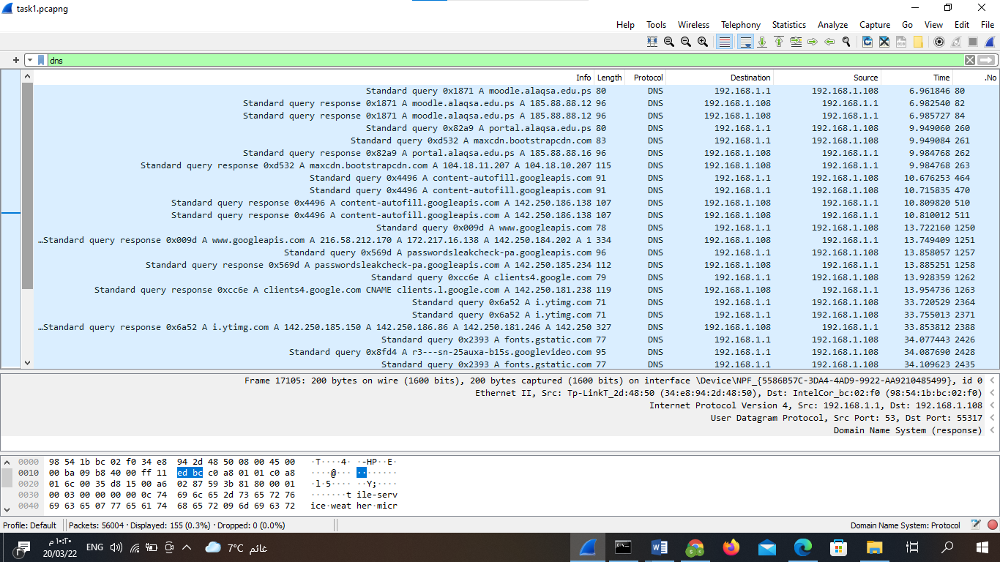 task1.pcapng
Help Tools Wireless Telephony Statistics Analyze Capture Go View Edit File
dns
Info Length Protocol Destination Source Time .No
Standard query 0x1871 A moodle.alaqsa.edu.ps 80 DNS 192.168.1.1 192.168.1.108 6.961846 80
Standard query response 0x1871 A moodle.alaqsa.edu.ps A 185.88.88.12 96 DNS 192.168.1.108 192.168.1.1 6.982540 82
Standard query response 0x1871 A moodle.alaqsa.edu.ps A 185.88.88.12 96 DNS 192.168.1.108 192.168.1.1 6.985727 84
Standard query 0x82a9 A portal.alaqsa.edu.ps 80 DNS 192.168.1.1 192.168.1.108 9.949060 260
Standard query 0xd532 A maxcdn.bootstrapcdn.com 83 DNS 192.168.1.1 192.168.1.108 9.949084 261
Standard query response 0x82a9 A portal.alaqsa.edu.ps A 185.88.88.16 96 DNS 192.168.1.108 192.168.1.1 9.984768 262
Standard query response 0xd532 A maxcdn.bootstrapcdn.com A 104.18.11.207 A 104.18.10.207 115 DNS 192.168.1.108 192.168.1.1 9.984768 263
Standard query 0x4496 A content-autofill.googleapis.com 91 DNS 192.168.1.1 192.168.1.108 10.676253 464
Standard query 0x4496 A content-autofill.googleapis.com 91 DNS 192.168.1.1 192.168.1.108 10.715835 470
Standard query response 0x4496 A content-autofill.googleapis.com A 142.250.186.138 107 DNS 192.168.1.108 192.168.1.1 10.809820 510
Standard query response 0x4496 A content-autofill.googleapis.com A 142.250.186.138 107 DNS 192.168.1.108 192.168.1.1 10.810012 511
Standard query 0x009d A www.googleapis.com 78 DNS 192.168.1.1 192.168.1.108 13.722160 1250
…Standard query response 0x009d A www.googleapis.com A 216.58.212.170 A 172.217.16.138 A 142.250.184.202 A 1 334 DNS 192.168.1.108 192.168.1.1 13.749409 1251
Standard query 0x569d A passwordsleakcheck-pa.googleapis.com 96 DNS 192.168.1.1 192.168.1.108 13.858057 1257
Standard query response 0x569d A passwordsleakcheck-pa.googleapis.com A 142.250.185.234 112 DNS 192.168.1.108 192.168.1.1 13.885251 1258
Standard query 0xcc6e A clients4.google.com 79 DNS 192.168.1.1 192.168.1.108 13.928359 1262
Standard query response 0xcc6e A clients4.google.com CNAME clients.l.google.com A 142.250.181.238 119 DNS 192.168.1.108 192.168.1.1 13.954736 1263
Standard query 0x6a52 A i.ytimg.com 71 DNS 192.168.1.1 192.168.1.108 33.720529 2364
Standard query 0x6a52 A i.ytimg.com 71 DNS 192.168.1.1 192.168.1.108 33.755013 2371
…Standard query response 0x6a52 A i.ytimg.com A 142.250.185.150 A 142.250.186.86 A 142.250.181.246 A 142.250 327 DNS 192.168.1.108 192.168.1.1 33.853812 2388
Standard query 0x2393 A fonts.gstatic.com 77 DNS 192.168.1.1 192.168.1.108 34.077443 2426
Standard query 0x8fd4 A r3---sn-25auxa-b15s.googlevideo.com 95 DNS 192.168.1.1 192.168.1.108 34.087690 2428
Standard query 0x2393 A fonts.gstatic.com 77 DNS 192.168.1.1 192.168.1.108 34.109623 2435
Frame 17105: 200 bytes on wire (1600 bits), 200 bytes captured (1600 bits) on interface \Device\NPF_{5586B57C-3DA4-4AD9-9922-AA9210485499}, id 0
Ethernet II, Src: Tp-LinkT_2d:48:50 (34:e8:94:2d:48:50), Dst: IntelCor_bc:02:f0 (98:54:1b:bc:02:f0)
Internet Protocol Version 4, Src: 192.168.1.1, Dst: 192.168.1.108
User Datagram Protocol, Src Port: 53, Dst Port: 55317
Domain Name System (response)
0000 98 54 1b bc 02 f0 34 e8 94 2d 48 50 08 00 45 00 ·T····4· ·-HP··E·
0010 00 ba 09 b8 40 00 ff 11 ed bc c0 a8 01 01 c0 a8 ····@··· ········
0020 01 6c 00 35 d8 15 00 a6 02 87 59 3b 81 80 00 01 ·l·5···· ··Y;····
0030 00 03 00 00 00 00 0c 74 69 6c 65 2d 73 65 72 76 ·······t ile-serv
0040 69 63 65 07 77 65 61 74 68 65 72 09 6d 69 63 72 ice·weat her·micr
Profile: Default Packets: 56004 · Displayed: 155 (0.3%) · Dropped: 0 (0.0%) Domain Name System: Protocol
١٠:٢٠ م
20/03/22
ENG
7°C غائم